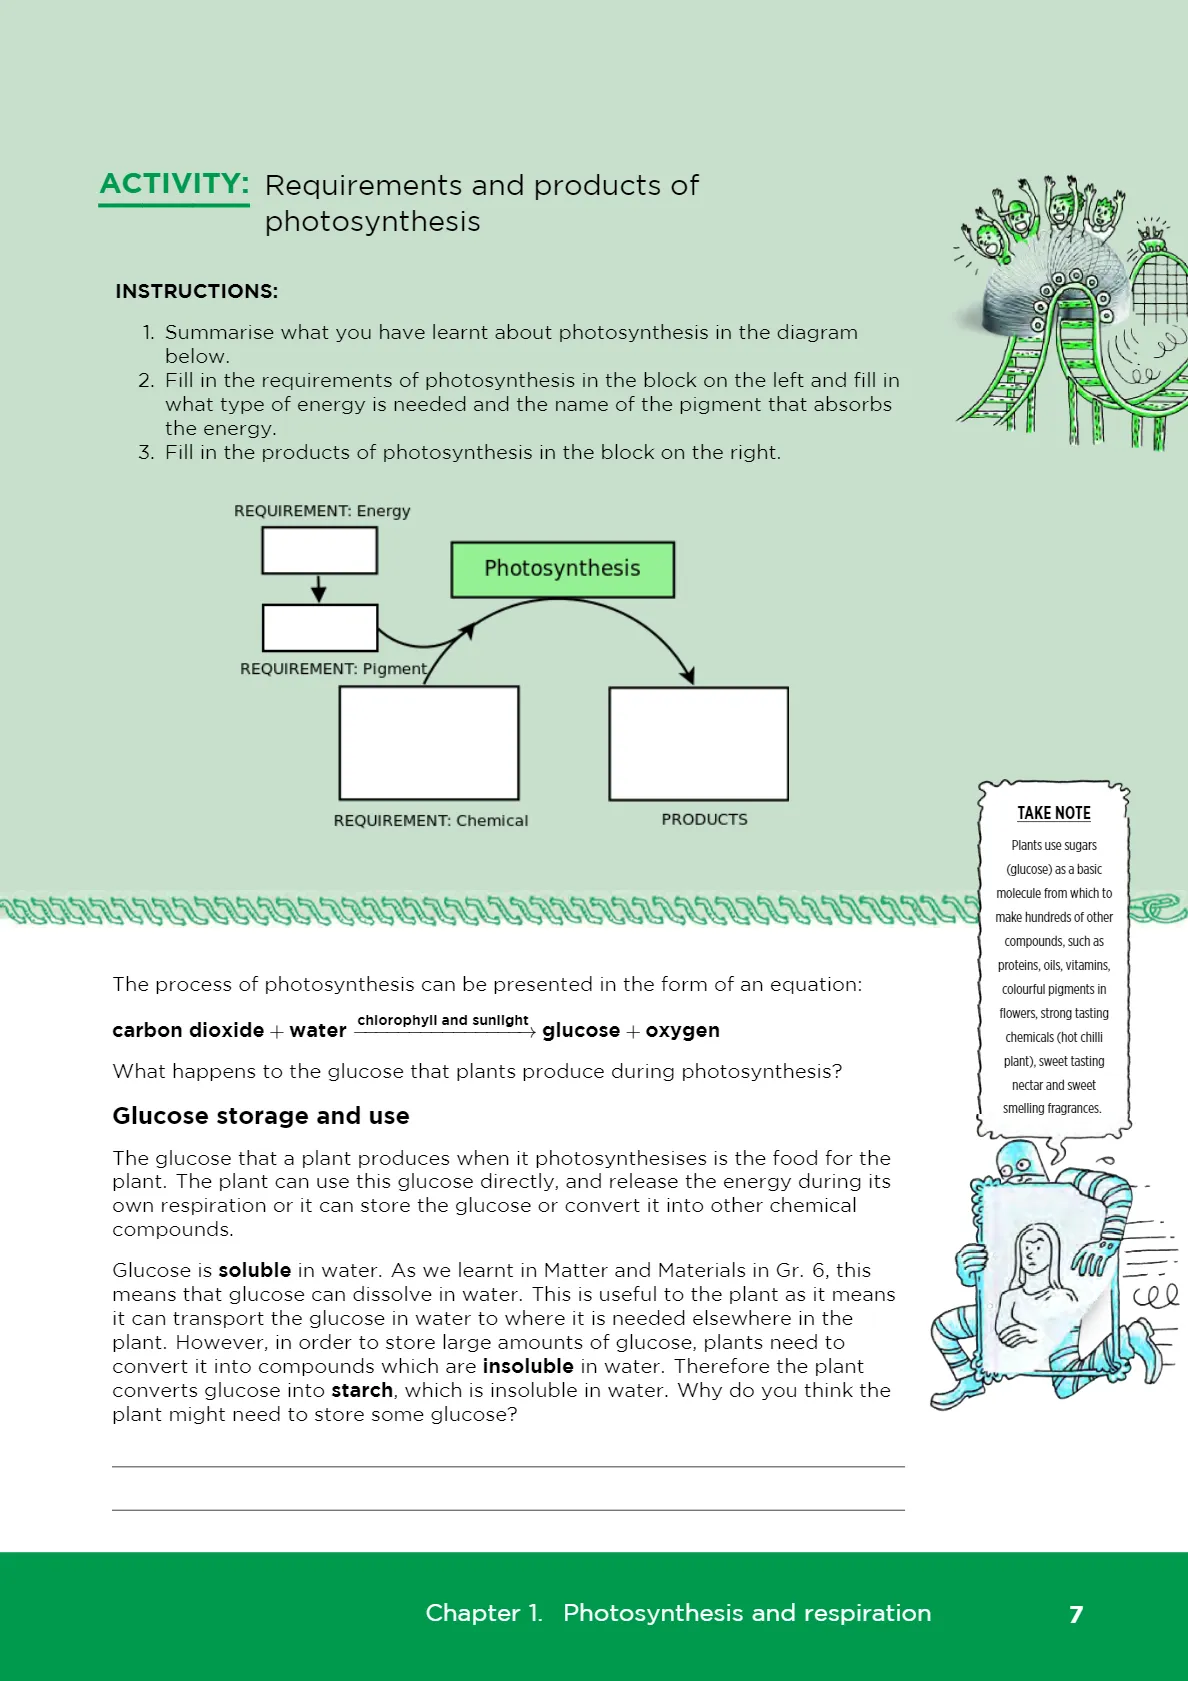 ACTIVITY: Requirements and products of
photosynthesis
INSTRUCTIONS:
1. Summarise what you have learnt about photosynthesis in the diagram
below.
2. Fill in the requirements of photosynthesis in the block on the left and fill in
what type of energy is needed and the name of the pigment that absorbs
the energy.
3. Fill in the products of photosynthesis in the block on the right.
REQUIREMENT: Energy
Photosynthesis
REQUIREMENT: Pigment
REQUIREMENT: Chemical
PRODUCTS
TAKE NOTE
Plants use sugars
(glucose) as a basic
molecule from which to
make hundreds of other
compounds, such as
proteins, oils, vitamins,
colourful pigments in
flowers, strong tasting
chemicals (hot chilli
plant), sweet tasting
nectar and sweet
smelling fragrances.
The process of photosynthesis can be presented in the form of an equation:
chlorophyll and sunlight
carbon dioxide + water → glucose + oxygen
What happens to the glucose that plants produce during photosynthesis?
Glucose storage and use
The glucose that a plant produces when it photosynthesises is the food for the
plant. The plant can use this glucose directly, and release the energy during its
own respiration or it can store the glucose or convert it into other chemical
compounds.
Glucose is soluble in water. As we learnt in Matter and Materials in Gr. 6, this
means that glucose can dissolve in water. This is useful to the plant as it means
it can transport the glucose in water to where it is needed elsewhere in the
plant. However, in order to store large amounts of glucose, plants need to
convert it into compounds which are insoluble in water. Therefore the plant
converts glucose into starch, which is insoluble in water. Why do you think the
plant might need to store some glucose?
Chapter 1. Photosynthesis and respiration 7